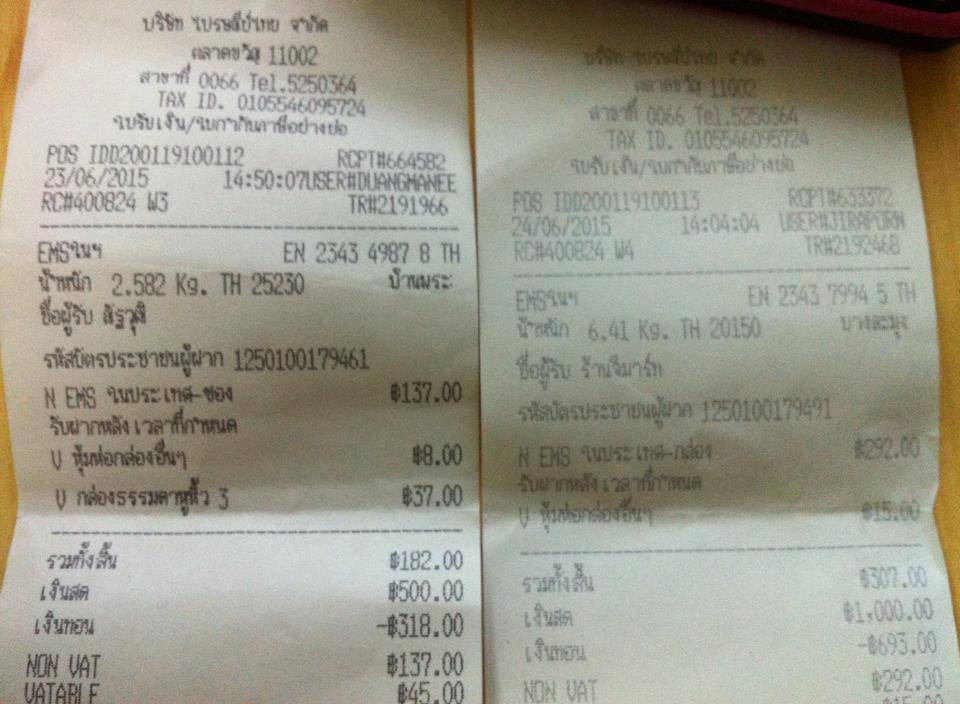 บริษัท ไปรษณีย์ไทย จำกัด
ตลาดขวัญ 11002
สาขาที่ 0066 Tel.5250364
TAX ID. 0105546095724
ใบรับเงิน/ใบกำกับภาษีอย่างย่อ
POS IDD200119100112 RCPT#664582
23/06/2015 14:50:07USER#DUANGMANEE
RC#400824 W3 TR#2191966
EMSในฯ EN 2343 4987 8 TH
น้ำหนัก 2.582 Kg. TH 25230 บ้านพระ
ชื่อผู้รับ ลัฐวุฒิ
รหัสบัตรประชาชนผู้ฝาก 1250100179461
N EMS ในประเทศ-ซอง ฿137.00
รับฝากหลังเวลาที่กำหนด
V หุ้มห่อกล่องอื่นๆ ฿8.00
V กล่องธรรมดาหูหิ้ว 3 ฿37.00
รวมทั้งสิ้น ฿182.00
เงินสด ฿500.00
เงินทอน -฿318.00
NON VAT ฿137.00
VATABLE ฿45.00
บริษัท ไปรษณีย์ไทย จำกัด
ตลาดขวัญ 11002
สาขาที่ 0066 Tel.5250364
TAX ID. 0105546095724
ใบรับเงิน/ใบกำกับภาษีอย่างย่อ
POS IDD200119100113 RCPT#633372
24/06/2015 14:04:04 USER#JIRAPORN
RC#400824 W4 TR#2192468
EMSในฯ EN 2343 7994 5 TH
น้ำหนัก 6.41 Kg. TH 20150 บางละมุง
ชื่อผู้รับ ร้านจีมาร์ท
รหัสบัตรประชาชนผู้ฝาก 1250100179491
N EMS ในประเทศ-กล่อง ฿292.00
รับฝากหลังเวลาที่กำหนด
V หุ้มห่อกล่องอื่นๆ ฿15.00
รวมทั้งสิ้น ฿307.00
เงินสด ฿1,000.00
เงินทอน -฿693.00
NON VAT ฿292.00